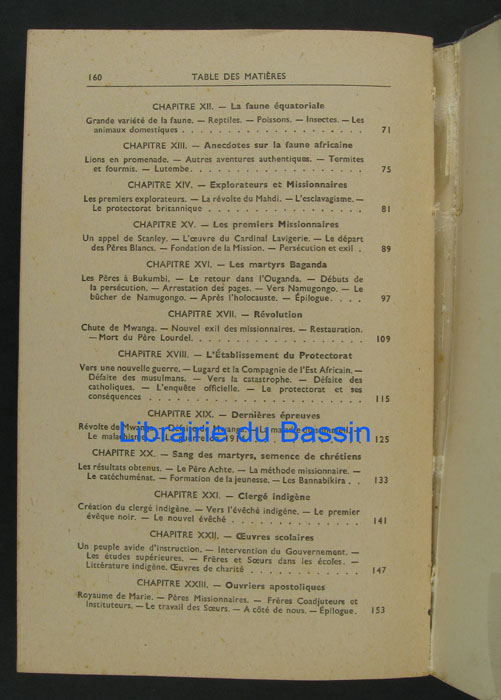 160 TABLE DES MATIÈRES
CHAPITRE XII. — La faune équatoriale
Grande variété de la faune. — Reptiles. — Poissons. — Insectes. — Les
animaux domestiques . . . . . . . . . . . . . . . . . . . 71
CHAPITRE XIII. — Anecdotes sur la faune africaine
Lions en promenade. — Autres aventures authentiques. — Termites
et fourmis. — Lutembe. . . . . . . . . . . . . . . . . . 75
CHAPITRE XIV. — Explorateurs et Missionnaires
Les premiers explorateurs. — La révolte du Mahdi. — L'esclavagisme. —
Le protectorat britannique . . . . . . . . . . . . . . . . 81
CHAPITRE XV. — Les premiers Missionnaires
Un appel de Stanley. — L'œuvre du Cardinal Lavigerie. — Le départ
des Pères Blancs. — Fondation de la Mission. — Persécution et exil . 89
CHAPITRE XVI. — Les martyrs Baganda
Les Pères à Bukumbi. — Le retour dans l'Ouganda. — Débuts de
la persécution. — Arrestation des pages. — Vers Namugongo. — Le
bûcher de Namugongo. — Après l'holocauste. — Épilogue. . . . 97
CHAPITRE XVII. — Révolution
Chute de Mwanga. — Nouvel exil des missionnaires. — Restauration.
— Mort du Père Lourdel. . . . . . . . . . . . . . . . . . 109
CHAPITRE XVIII. — L'Établissement du Protectorat
Vers une nouvelle guerre. — Lugard et la Compagnie de l'Est Africain. —
Défaite des musulmans. — Vers la catastrophe. — Défaite des
catholiques. — L'enquête officielle. — Le protectorat et ses
conséquences . . . . . . . . . . . . . . . . . . . . . . 115
CHAPITRE XIX. — Dernières épreuves
Révolte de
Le 125
Librairie du Bassin
CHAPITRE XX. — Sang des martyrs, semence de chrétiens
Les résultats obtenus. — Le Père Achte. — La méthode missionnaire. —
Le catéchuménat. — Formation de la jeunesse. — Les Bannabikira . . 133
CHAPITRE XXI. — Clergé indigène
Création du clergé indigène. — Vers l'évêché indigène. — Le premier
évêque noir. — Le nouvel évêché . . . . . . . . . . . . . . 141
CHAPITRE XXII. — Œuvres scolaires
Un peuple avide d'instruction. — Intervention du Gouvernement. —
Les études supérieures. — Frères et Sœurs dans les écoles. —
Littérature indigène. Œuvres de charité . . . . . . . . . . . 147
CHAPITRE XXIII. — Ouvriers apostoliques
Royaume de Marie. — Pères Missionnaires. — Frères Coadjuteurs et
Instituteurs. — Le travail des Sœurs. — A côté de nous. — Épilogue. 153